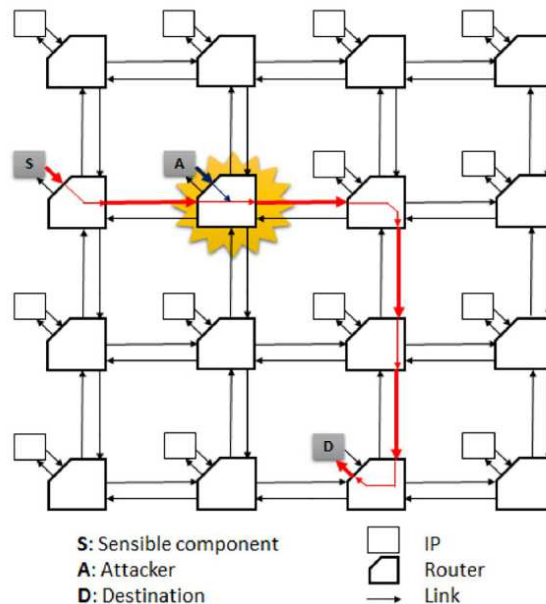 S
A
D
S: Sensible component
IP
A: Attacker
Router
D: Destination
Link